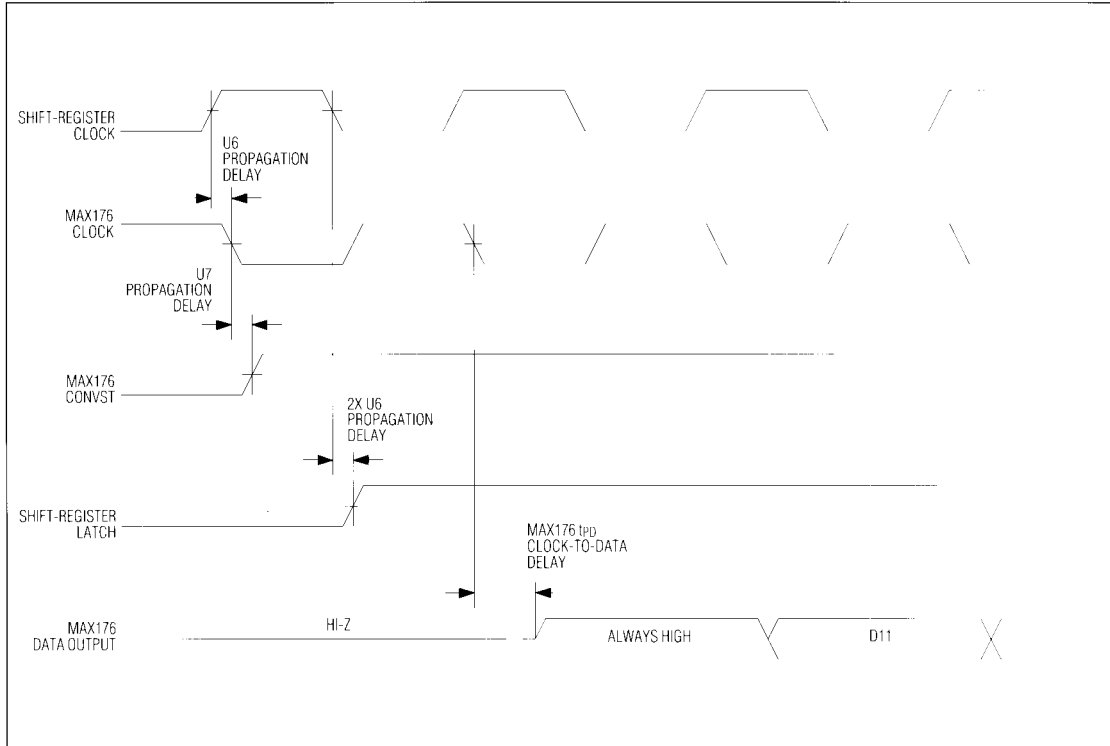 SHIFT-REGISTER
CLOCK
U6
PROPAGATION
DELAY
MAX176
CLOCK
U7
PROPAGATION
DELAY
MAX176
CONVST
2X U6
PROPAGATION
DELAY
SHIFT-REGISTER
LATCH
MAX176 tPD
CLOCK-TO-DATA
DELAY
MAX176
DATA OUTPUT
HI-Z
ALWAYS HIGH
D11